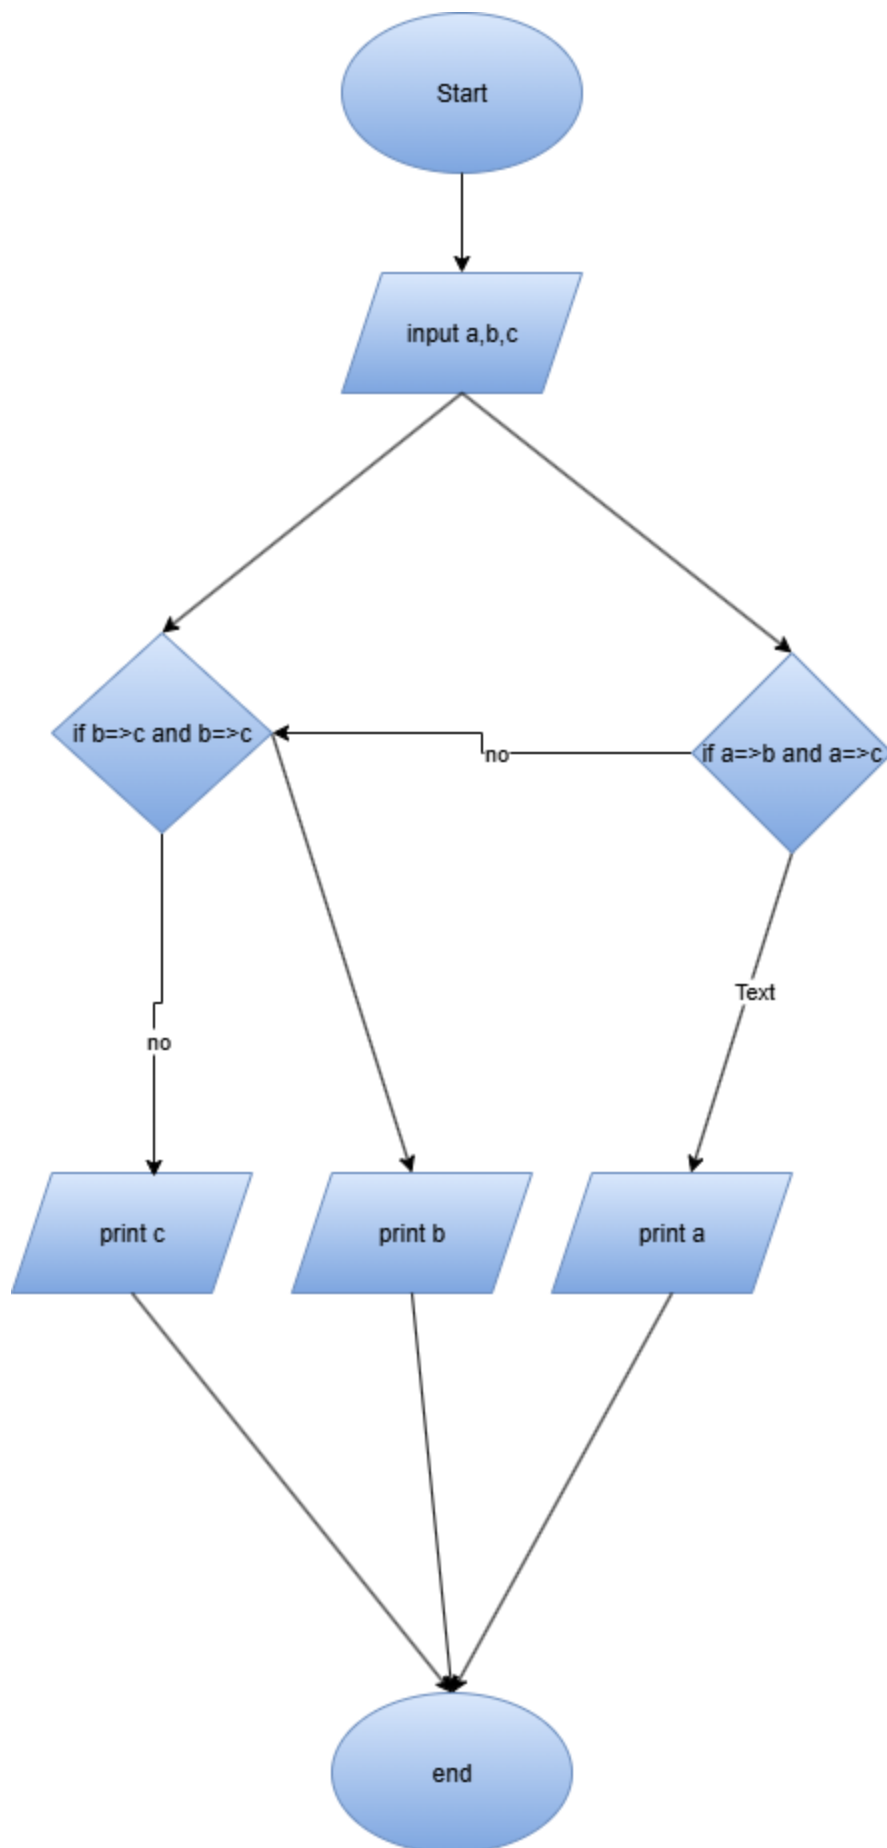 Start
input a,b,c
if b=>c and b=>c
no
if a=>b and a=>c
Text
no
print c
print b
print a
end